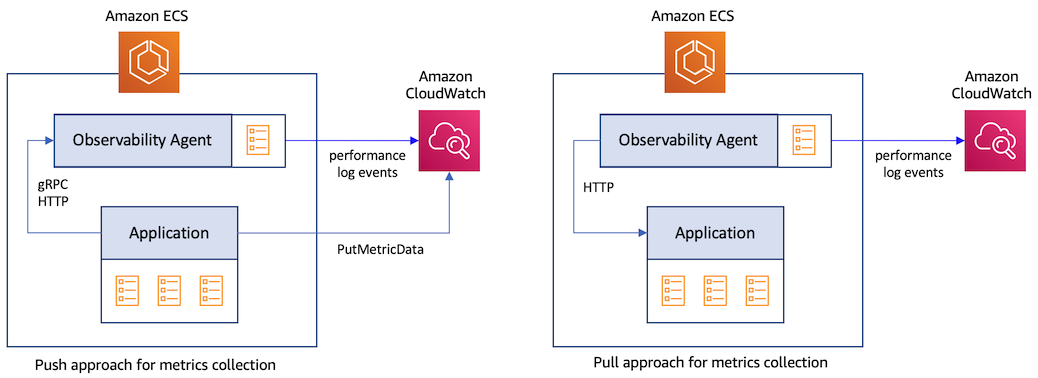 Amazon ECS
Amazon
CloudWatch
Observability Agent
performance
log events
gRPC
HTTP
Application
PutMetricData
Push approach for metrics collection
Amazon ECS
Amazon
CloudWatch
Observability Agent
performance
log events
HTTP
Application
Pull approach for metrics collection